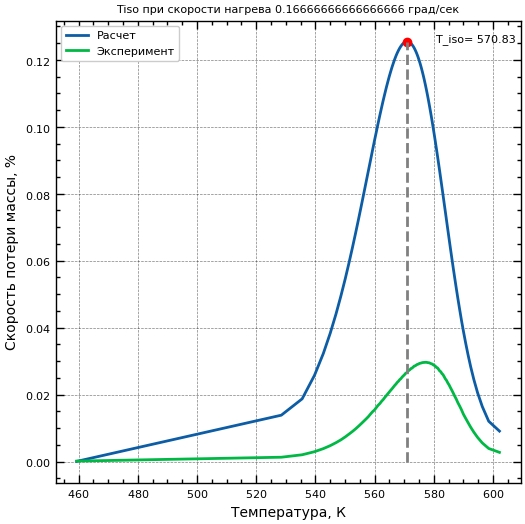 Tiso при скорости нагрева 0.16666666666666666 град/сек
Расчет
Эксперимент
T_iso= 570.83
Скорость потери массы, %
0.12
0.10
0.08
0.06
0.04
0.02
0.00
460 480 500 520 540 560 580 600
Температура, К